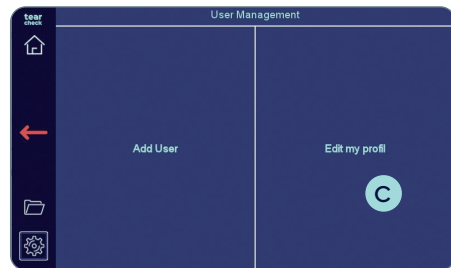 tear
check
User Management
Add User
Edit my profil
C